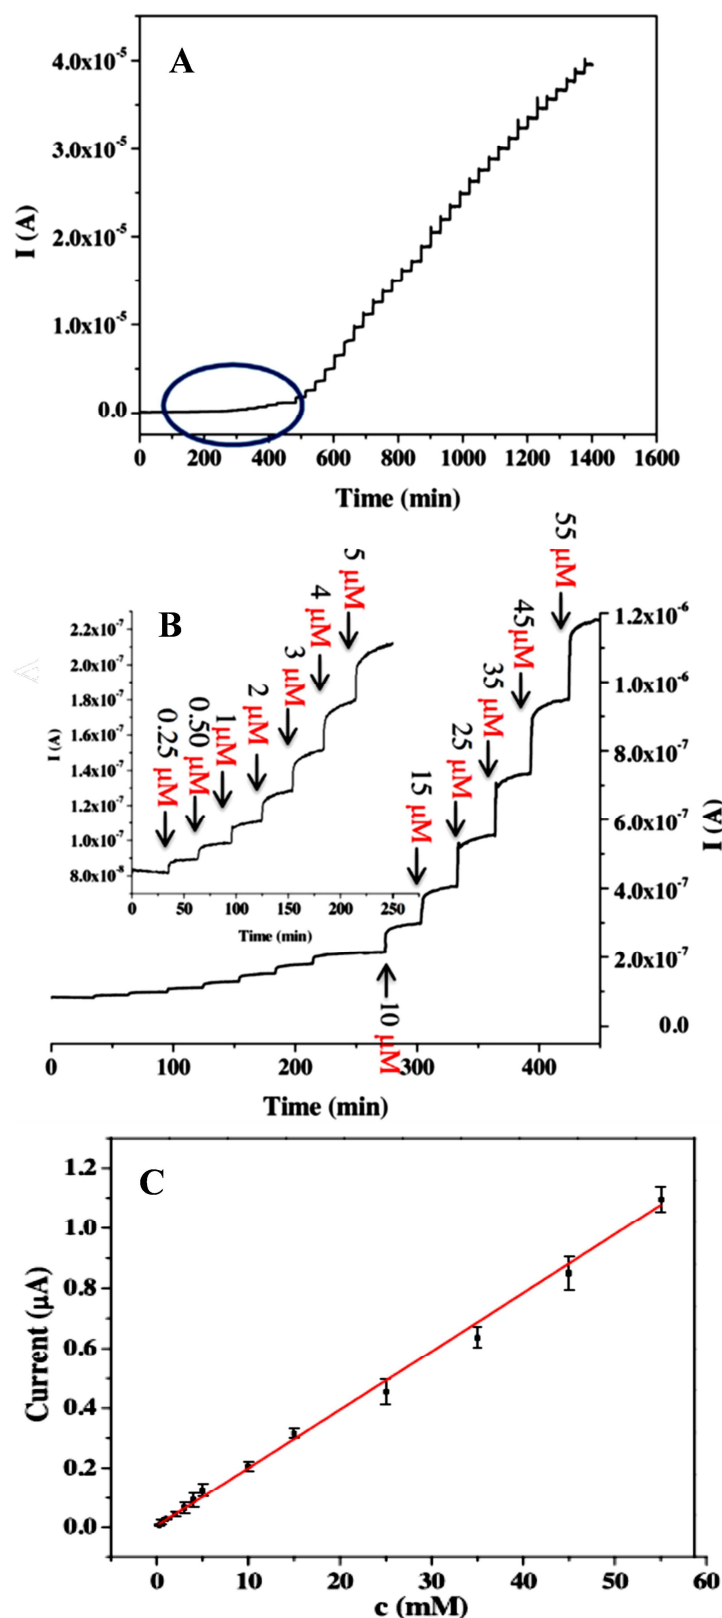 A
4.0x10⁻⁵
3.0x10⁻⁵
2.0x10⁻⁵
1.0x10⁻⁵
0.0
I (A)
0 200 400 600 800 1000 1200 1400 1600
Time (min)
B
0.25 μM
0.50 μM
1μM
2 μM
3 μM
4 μM
5 μM
2.2x10⁻⁷
2.0x10⁻⁷
1.8x10⁻⁷
1.6x10⁻⁷
1.4x10⁻⁷
1.2x10⁻⁷
1.0x10⁻⁷
8.0x10⁻⁸
I (A)
0 50 100 150 200 250
Time (min)
10 μM
15 μM
25 μM
35 μM
45μM
55 μM
1.2x10⁻⁶
1.0x10⁻⁶
8.0x10⁻⁷
6.0x10⁻⁷
4.0x10⁻⁷
2.0x10⁻⁷
0.0
I (A)
0 100 200 300 400
Time (min)
C
1.2
1.0
0.8
0.6
0.4
0.2
0.0
Current (μA)
0 10 20 30 40 50 60
c (mM)